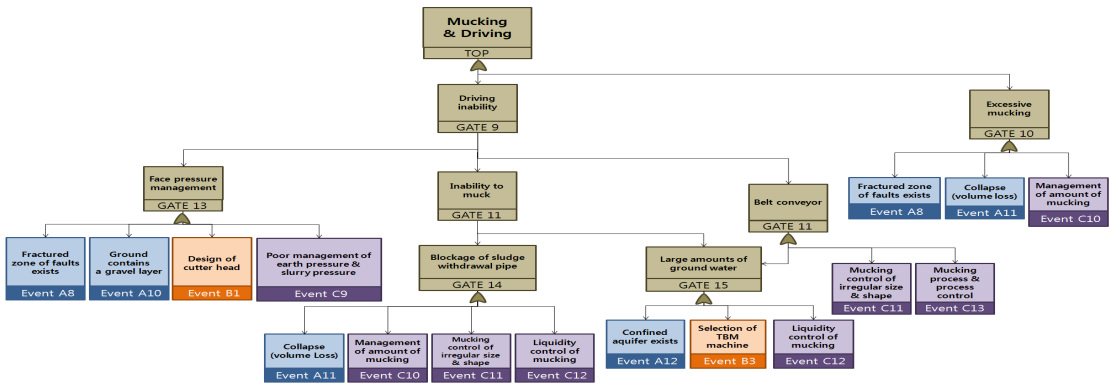 Mucking
& Driving
TOP
Driving
inability
GATE 9
Excessive
mucking
GATE 10
Face pressure
management
GATE 13
Inability to
muck
GATE 11
Belt conveyor
GATE 11
Fractured zone
of faults exists
Event A8
Collapse
(volume loss)
Event A11
Management
of amount of
mucking
Event C10
Fractured
zone of faults
exists
Event A8
Ground
contains
a gravel layer
Event A10
Design of
cutter head
Event B1
Poor management of
earth pressure &
slurry pressure
Event C9
Blockage of sludge
withdrawal pipe
GATE 14
Large amounts of
ground water
GATE 15
Mucking
control of
irregular size &
shape
Event C11
Mucking
process &
process
control
Event C13
Collapse
(volume Loss)
Event A11
Management
of amount of
mucking
Event C10
Mucking
control of
irregular size
& shape
Event C11
Liquidity
control of
mucking
Event C12
Confined
aquifer exists
Event A12
Selection of
TBM
machine
Event B3
Liquidity
control of
mucking
Event C12